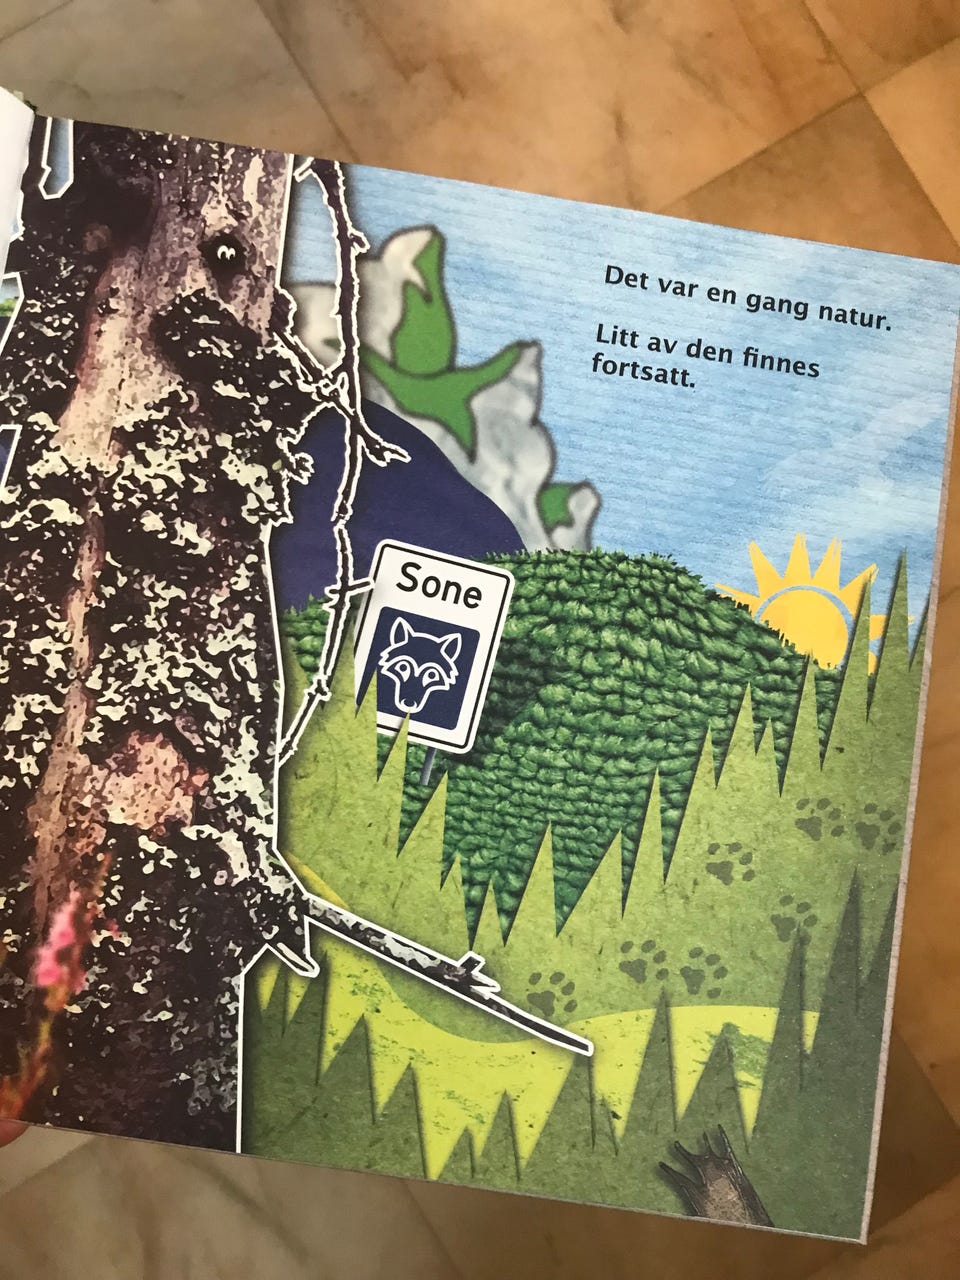 Det var en gang natur.
Litt av den finnes
fortsatt.
Sone